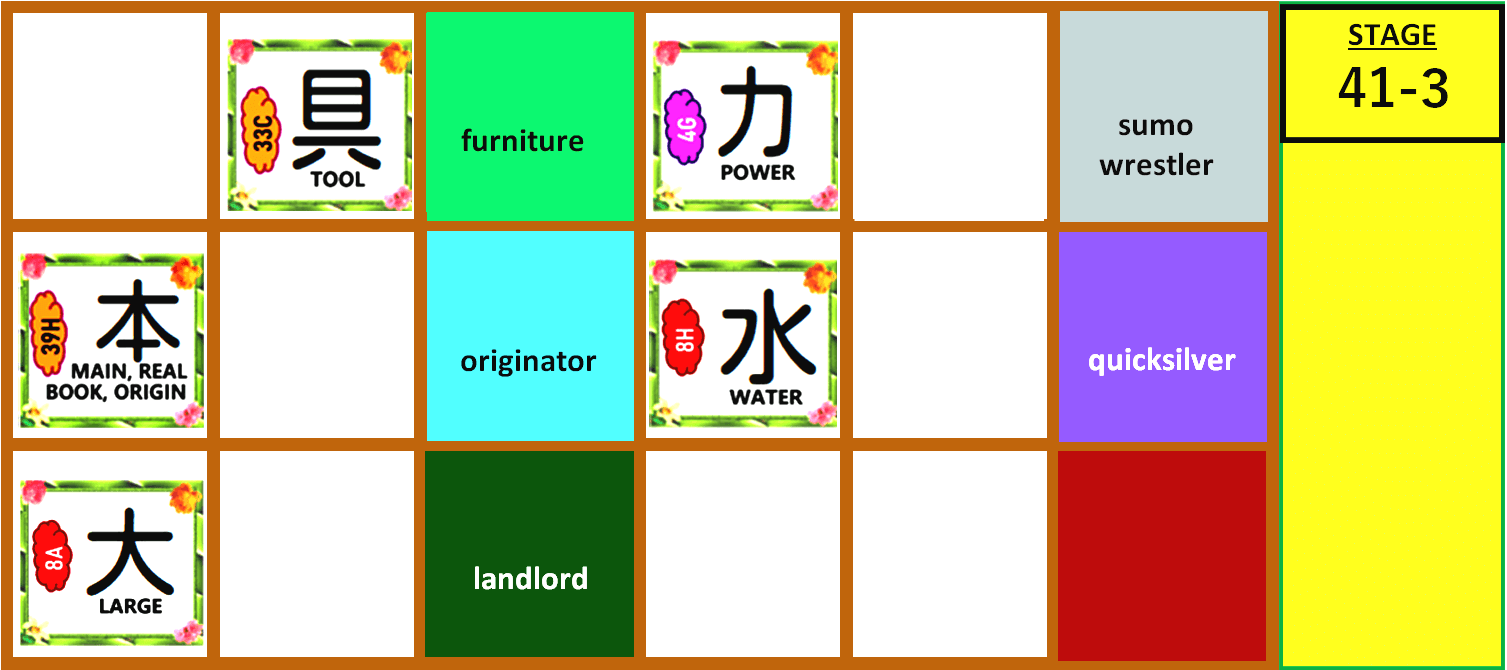 33C
具
TOOL
furniture
4G
力
POWER
sumo
wrestler
STAGE
41-3
39H
本
MAIN, REAL
BOOK, ORIGIN
originator
8H
水
WATER
quicksilver
8A
大
LARGE
landlord